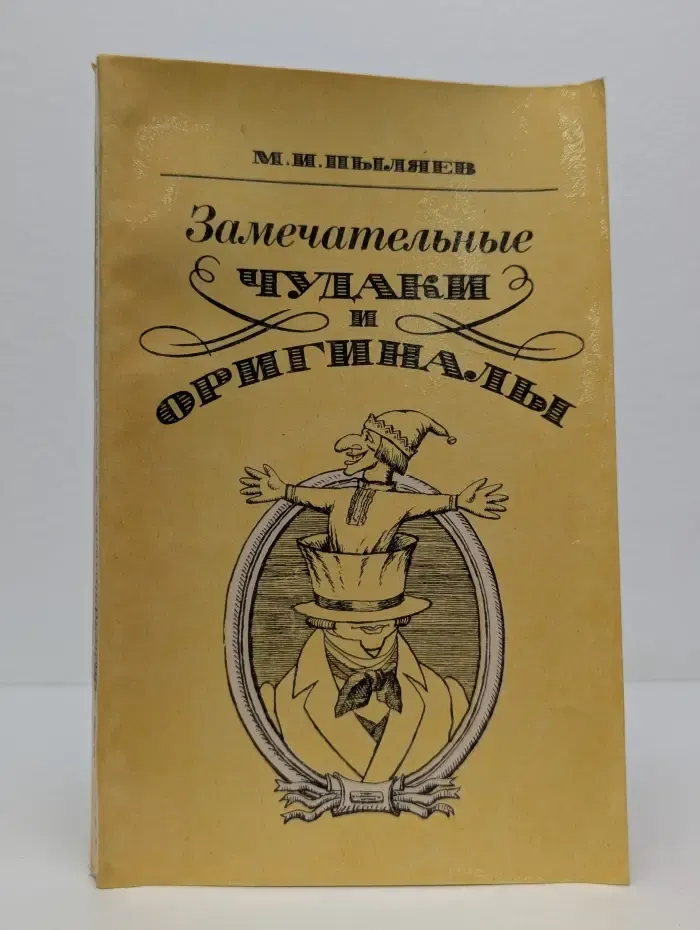 М.И.ПЫЛЯЕВ
Замечательные
ЧУДАКИ
и
ОРИГИНАЛЫ